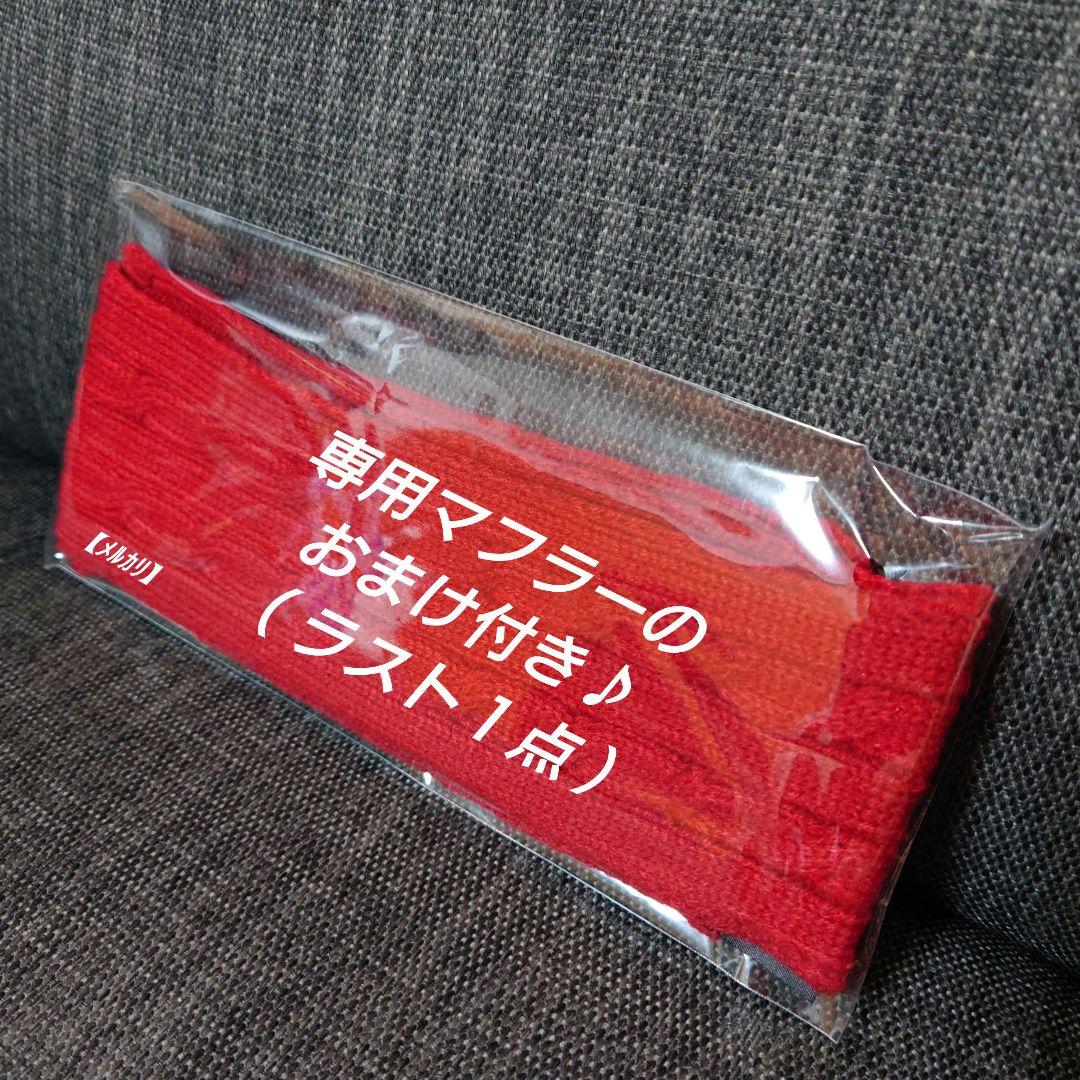 専用マフラーの
おまけ付き♪
（ラスト１点）
【メルカリ】